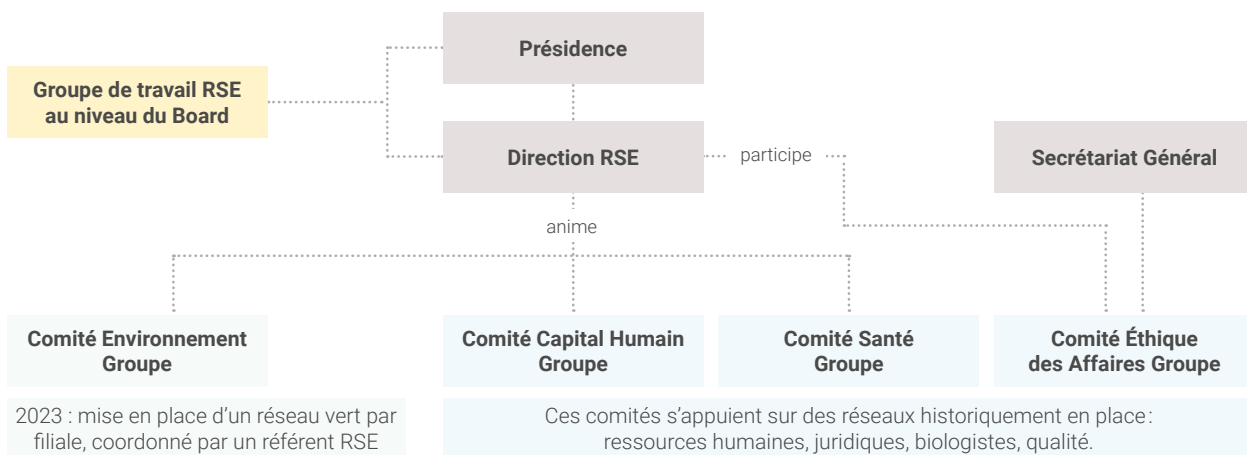 Présidence
Groupe de travail RSE
au niveau du Board
Direction RSE
participe
Secrétariat Général
anime
Comité Environnement
Groupe
Comité Capital Humain
Groupe
Comité Santé
Groupe
Comité Éthique
des Affaires Groupe
2023 : mise en place d’un réseau vert par
filiale, coordonné par un référent RSE
Ces comités s’appuient sur des réseaux historiquement en place :
ressources humaines, juridiques, biologistes, qualité.